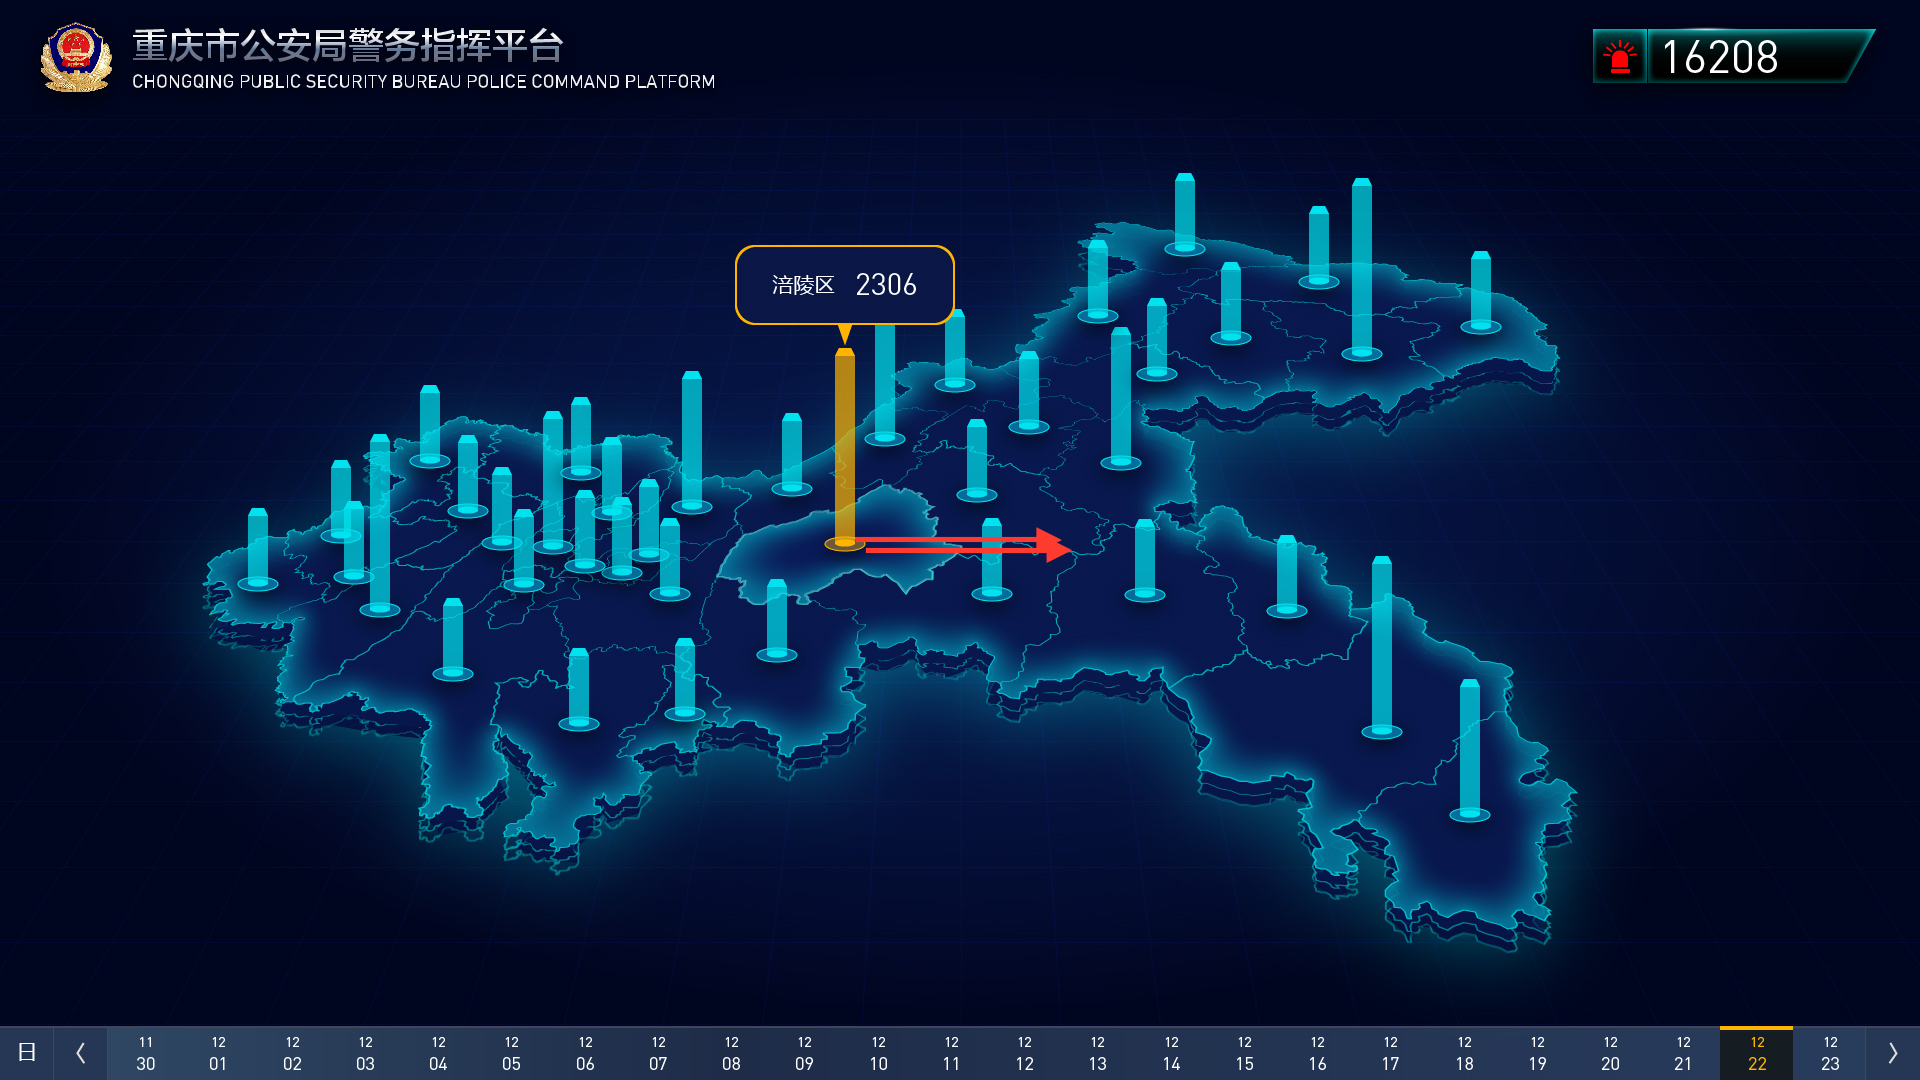 重庆市公安局警务指挥平台
CHONGQING PUBLIC SECURITY BUREAU POLICE COMMAND PLATFORM
16208
涪陵区 2306
日
11 12 12 12 12 12 12 12 12 12 12 12 12 12 12 12 12 12 12 12 12 12 12 12
30 01 02 03 04 05 06 07 08 09 10 11 12 13 14 15 16 17 18 19 20 21 22 23